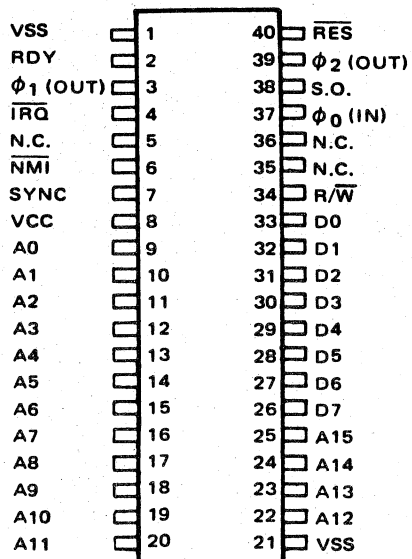 VSS 1 40 R̅E̅S̅
RDY 2 39 ϕ2 (OUT)
ϕ1 (OUT) 3 38 S.O.
I̅R̅Q̅ 4 37 ϕ0 (IN)
N.C. 5 36 N.C.
N̅M̅I̅ 6 35 N.C.
SYNC 7 34 R/W̅
VCC 8 33 D0
A0 9 32 D1
A1 10 31 D2
A2 11 30 D3
A3 12 29 D4
A4 13 28 D5
A5 14 27 D6
A6 15 26 D7
A7 16 25 A15
A8 17 24 A14
A9 18 23 A13
A10 19 22 A12
A11 20 21 VSS